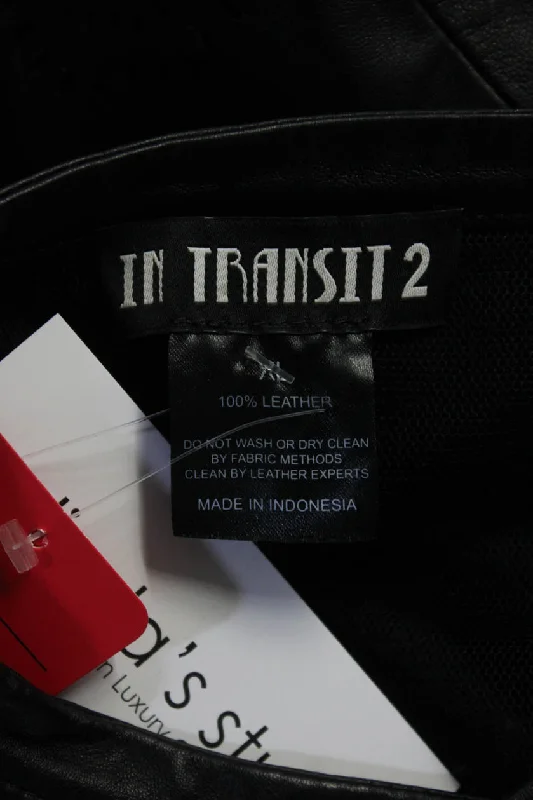 IN TRANSIT 2
100% LEATHER
DO NOT WASH OR DRY CLEAN
BY FABRIC METHODS
CLEAN BY LEATHER EXPERTS
MADE IN INDONESIA
Luxury